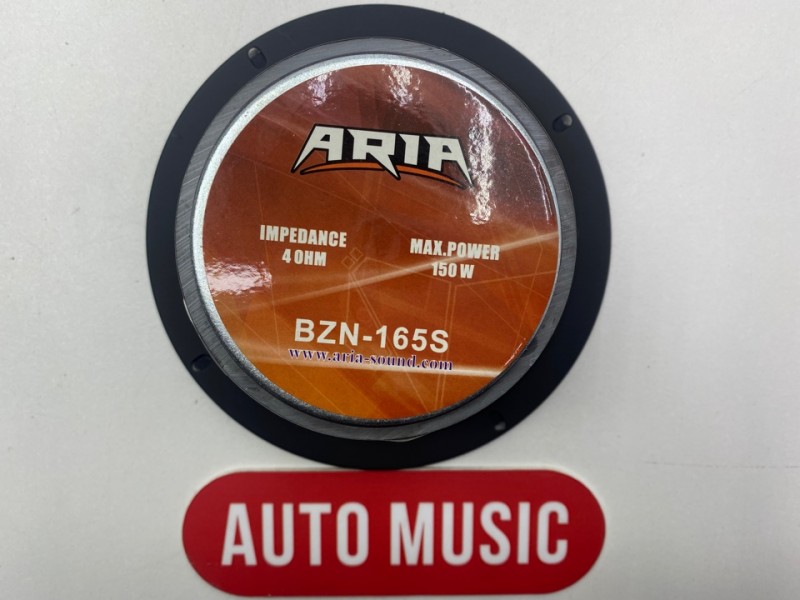 ARIA
IMPEDANCE
4 OHM
MAX.POWER
150 W
BZN-165S
www.aria-sound.com
AUTO MUSIC